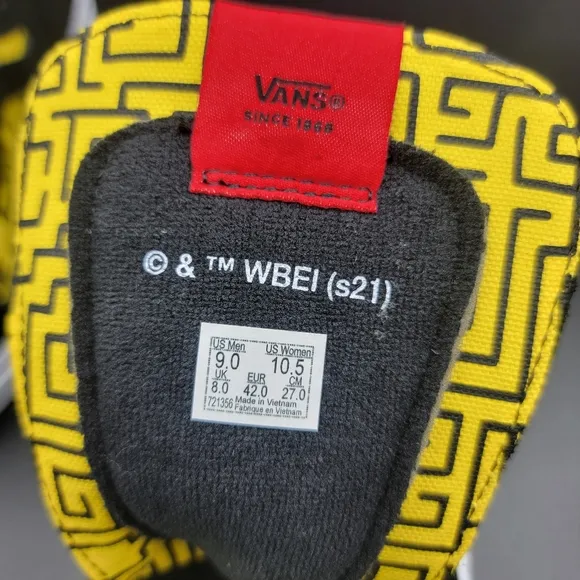 VANS®
SINCE 1966
© & ™ WBEI (s21)
US Men US Women
9.0 10.5
UK EUR CM
8.0 42.0 27.0
721356 Made in Vietnam
Fabrique en Vietnam